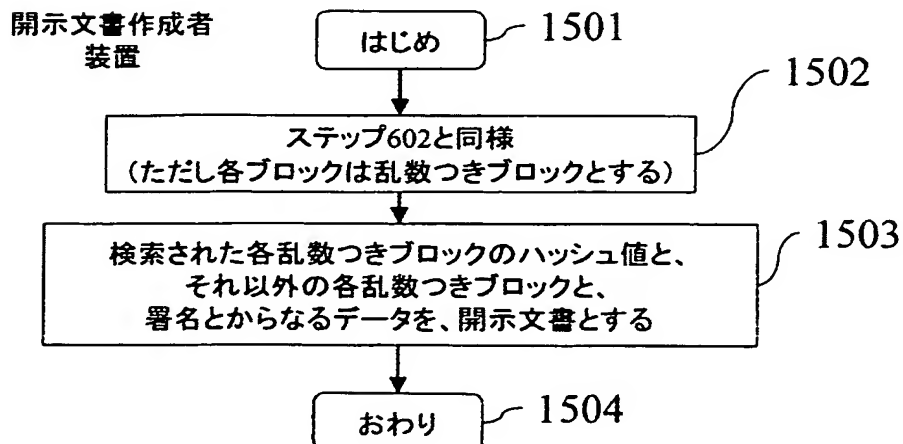 開示文書作成者
装置
はじめ
1501
1502
ステップ602と同様
(ただし各ブロックは乱数つきブロックとする)
1503
検索された各乱数つきブロックのハッシュ値と、
それ以外の各乱数つきブロックと、
署名とからなるデータを、開示文書とする
おわり
1504